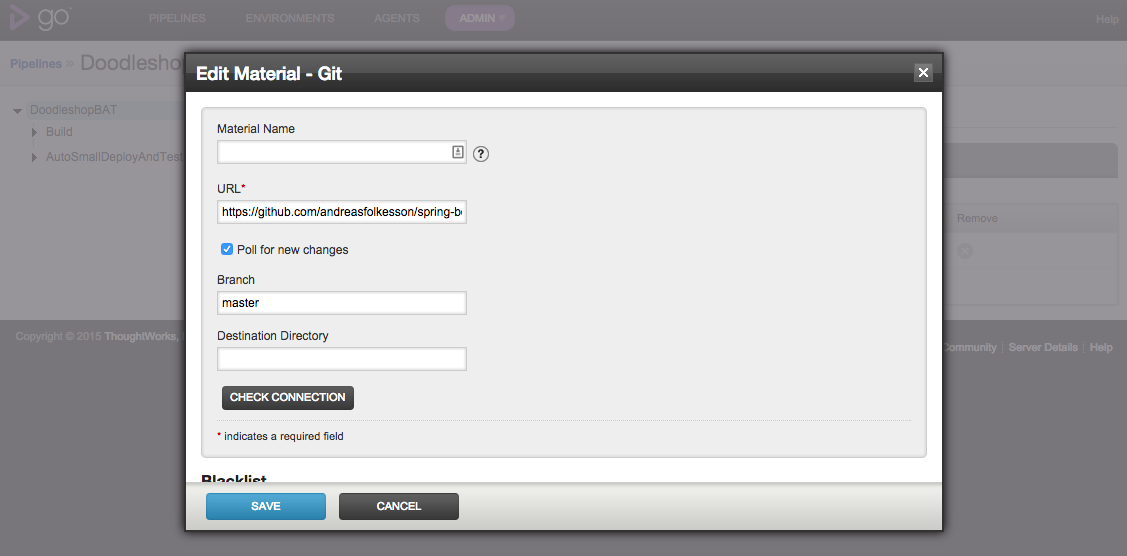 go
PIPELINES
ENVIRONMENTS
AGENTS
ADMIN
Help
Pipelines »
Edit Material - Git
DoodleshopBAT
Build
AutoSmallDeployAndTest
Material Name
?
URL*
https://github.com/andreasfolkesson/spring-b
Poll for new changes
Branch
master
Destination Directory
CHECK CONNECTION
* indicates a required field
Blacklist
SAVE
CANCEL
Remove
Copyright © 2015 ThoughtWorks,
Community | Server Details | Help